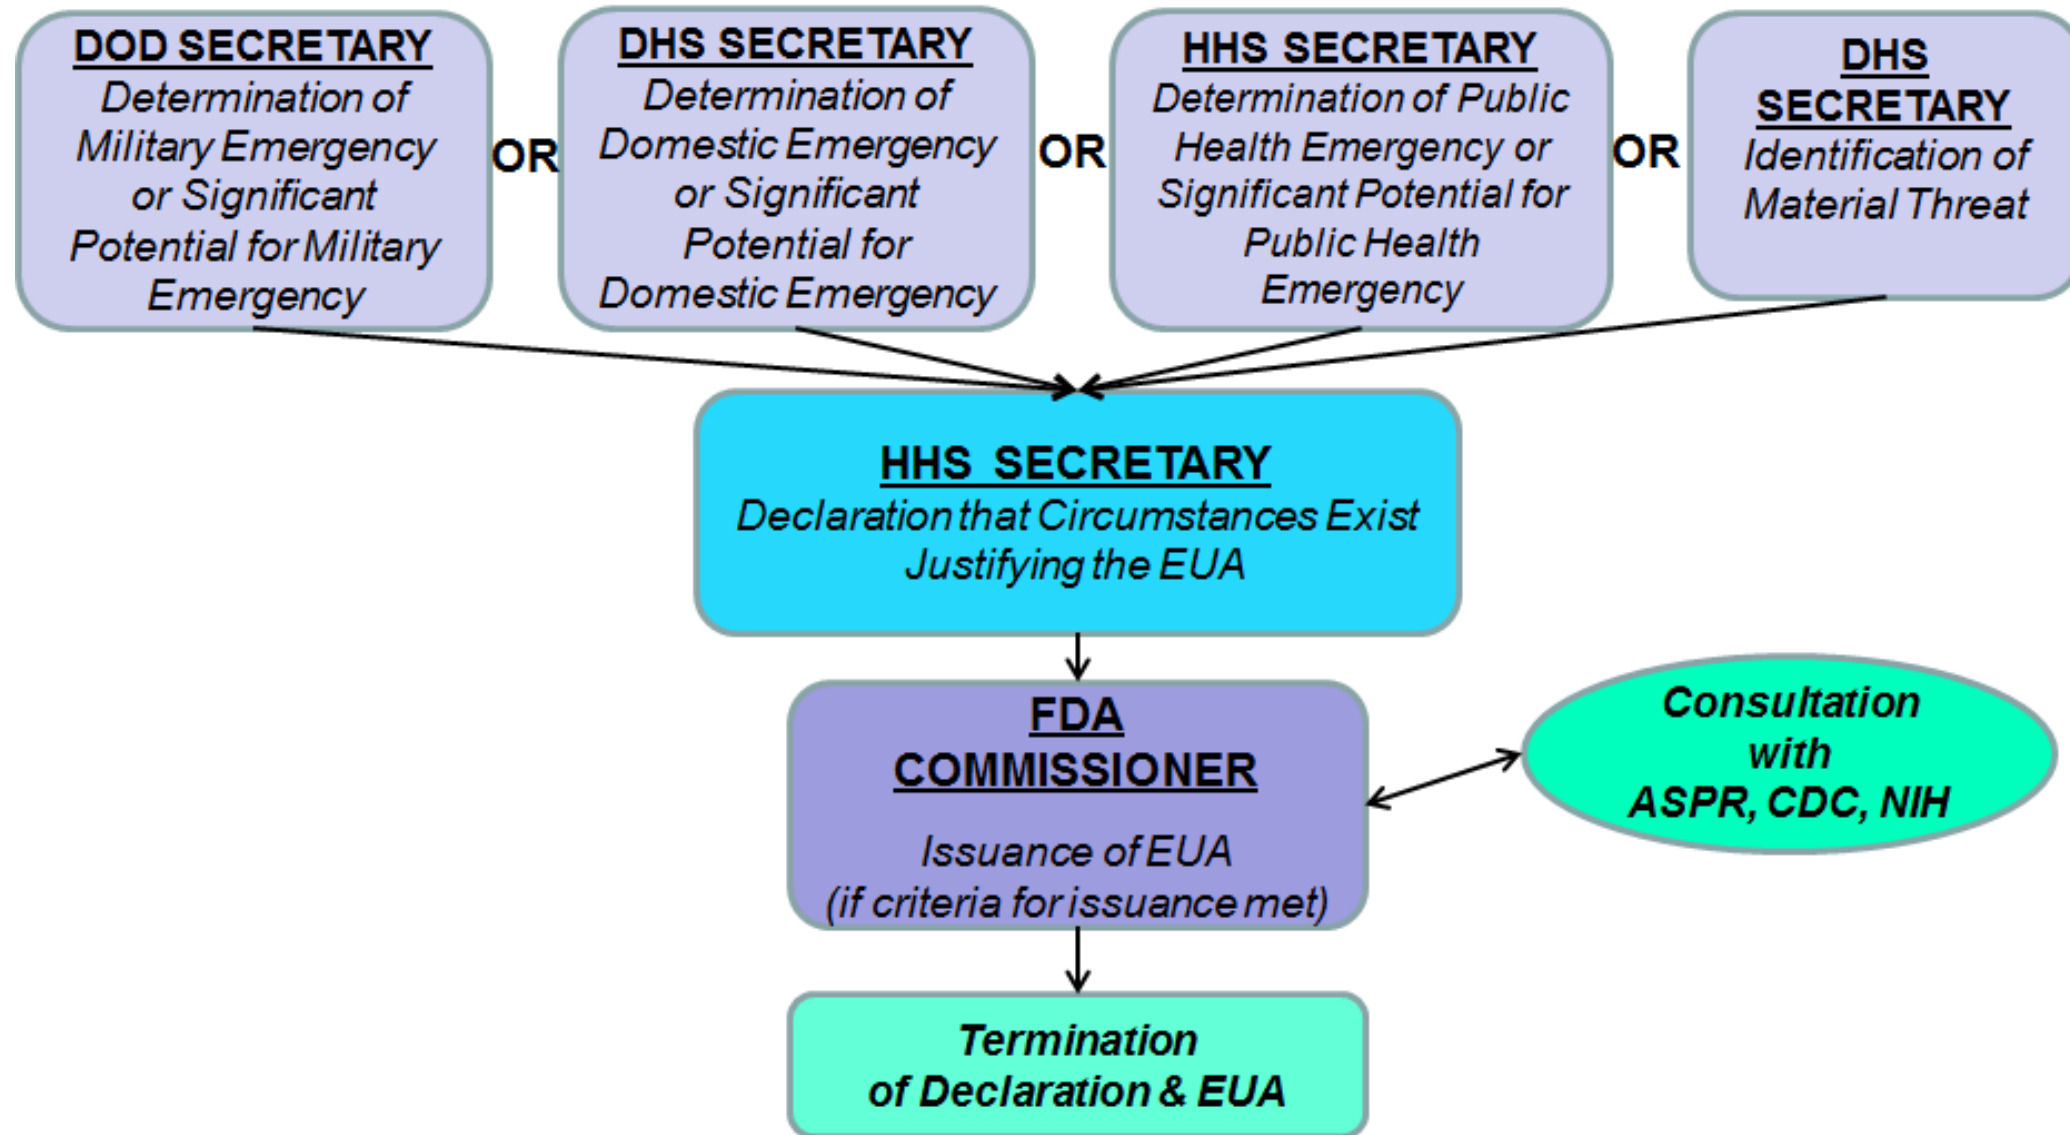 DOD SECRETARY
Determination of
Military Emergency
or Significant
Potential for Military
Emergency
OR
DHS SECRETARY
Determination of
Domestic Emergency
or Significant
Potential for
Domestic Emergency
OR
HHS SECRETARY
Determination of Public
Health Emergency or
Significant Potential for
Public Health
Emergency
OR
DHS
SECRETARY
Identification of
Material Threat
HHS SECRETARY
Declaration that Circumstances Exist
Justifying the EUA
FDA
COMMISSIONER
Issuance of EUA
(if criteria for issuance met)
Consultation
with
ASPR, CDC, NIH
Termination
of Declaration & EUA